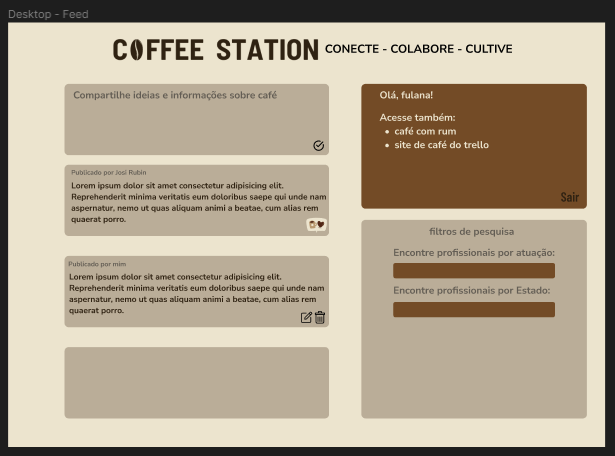 Desktop - Feed
COFFEE STATION CONECTE - COLABORE - CULTIVE
Compartilhe ideias e informações sobre café
Publicado por Josi Rubin
Lorem ipsum dolor sit amet consectetur adipisicing elit.
Reprehenderit minima veritatis eum doloribus saepe qui unde nam
aspernatur, nemo ut quas aliquam animi a beatae, cum alias rem
quaerat porro.
Publicado por mim
Lorem ipsum dolor sit amet consectetur adipisicing elit.
Reprehenderit minima veritatis eum doloribus saepe qui unde nam
aspernatur, nemo ut quas aliquam animi a beatae, cum alias rem
quaerat porro.
Olá, fulana!
Acesse também:
• café com rum
• site de café do trello
Sair
filtros de pesquisa
Encontre profissionais por atuação:
Encontre profissionais por Estado: